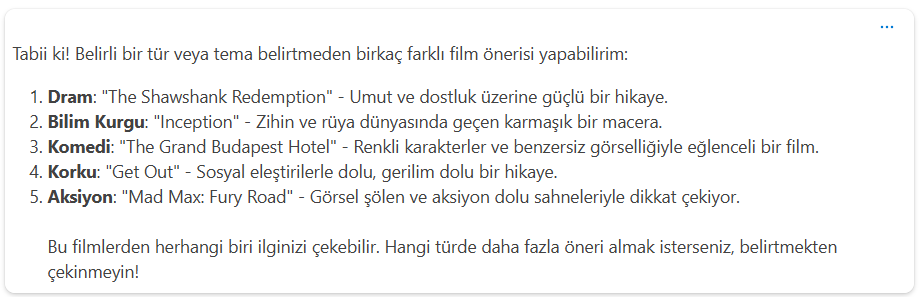 Tabii ki! Belirli bir tür veya tema belirtmeden birkaç farklı film önerisi yapabilirim:
1. Dram: "The Shawshank Redemption" - Umut ve dostluk üzerine güçlü bir hikaye.
2. Bilim Kurgu: "Inception" - Zihin ve rüya dünyasında geçen karmaşık bir macera.
3. Komedi: "The Grand Budapest Hotel" - Renkli karakterler ve benzersiz görselliğiyle eğlenceli bir film.
4. Korku: "Get Out" - Sosyal eleştirilerle dolu, gerilim dolu bir hikaye.
5. Aksiyon: "Mad Max: Fury Road" - Görsel şölen ve aksiyon dolu sahneleriyle dikkat çekiyor.
Bu filmlerden herhangi biri ilginizi çekebilir. Hangi türde daha fazla öneri almak isterseniz, belirtmekten
çekinmeyin!